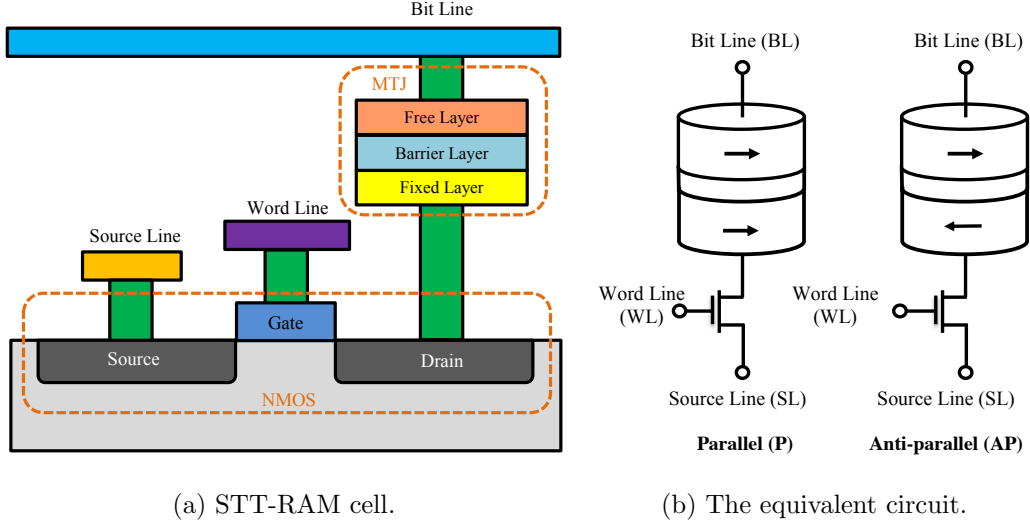 Bit Line
MTJ
Free Layer
Barrier Layer
Fixed Layer
Word Line
Source Line
Gate
Source
Drain
NMOS
(a) STT-RAM cell.
Bit Line (BL)
Word Line
(WL)
Source Line (SL)
Parallel (P)
Bit Line (BL)
Word Line
(WL)
Source Line (SL)
Anti-parallel (AP)
(b) The equivalent circuit.